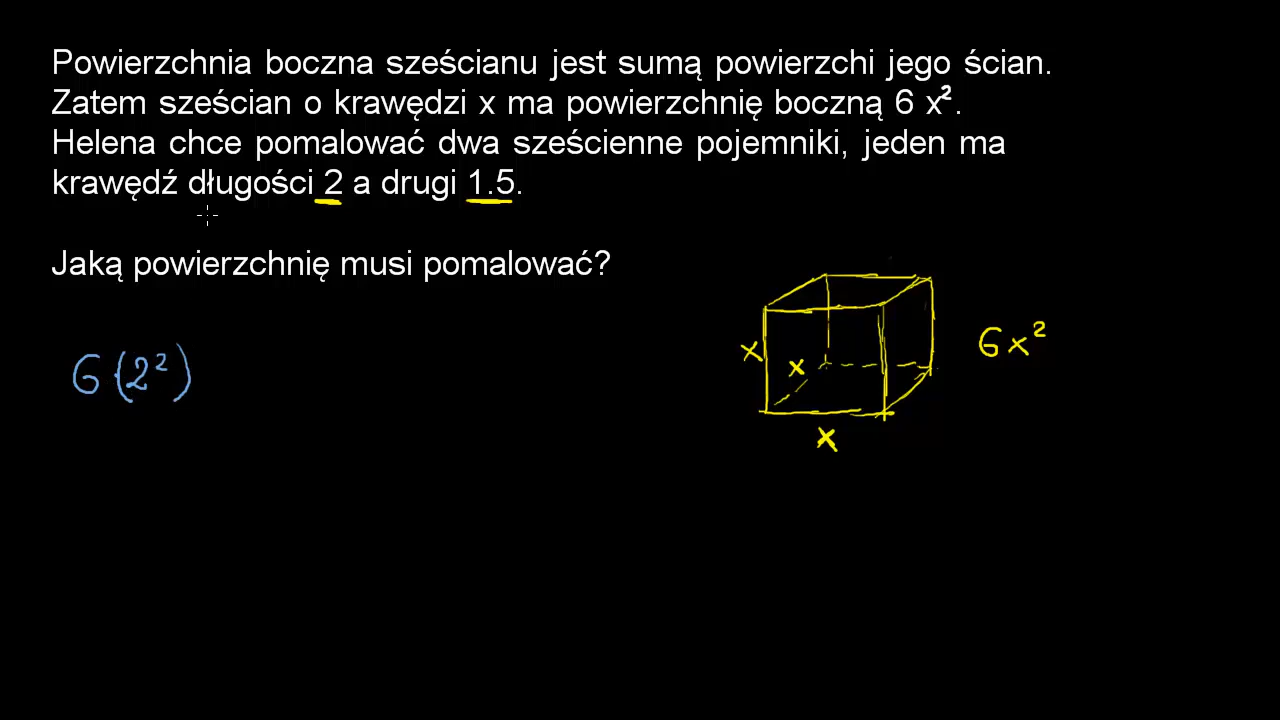 Powierzchnia boczna sześcianu jest sumą powierzchi jego ścian.
Zatem sześcian o krawędzi x ma powierzchnię boczną 6 x².
Helena chce pomalować dwa sześcienne pojemniki, jeden ma
krawędź długości 2 a drugi 1.5.
Jaką powierzchnię musi pomalować?
6(2²)
x
x
x
6x²